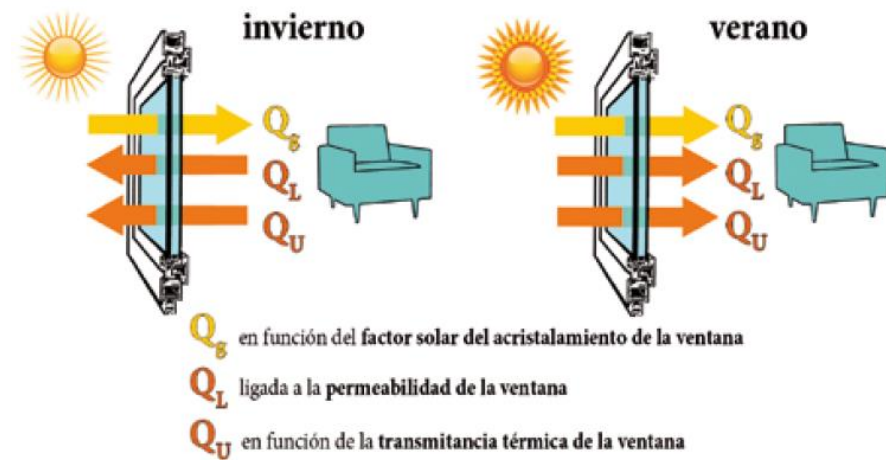 invierno
verano
Qg
QL
QU
Qg
QL
QU
Qg en función del factor solar del acristalamiento de la ventana
QL ligada a la permeabilidad de la ventana
QU en función de la transmitancia térmica de la ventana